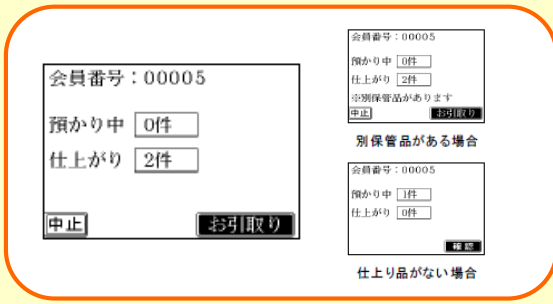 会員番号：00005
預かり中 0件
仕上がり 2件
中止 お引取り
会員番号：00005
預かり中 0件
仕上がり 2件
※別保管品があります
中止 お引取り
別保管品がある場合
会員番号：00005
預かり中 1件
仕上がり 0件
確認
仕上り品がない場合